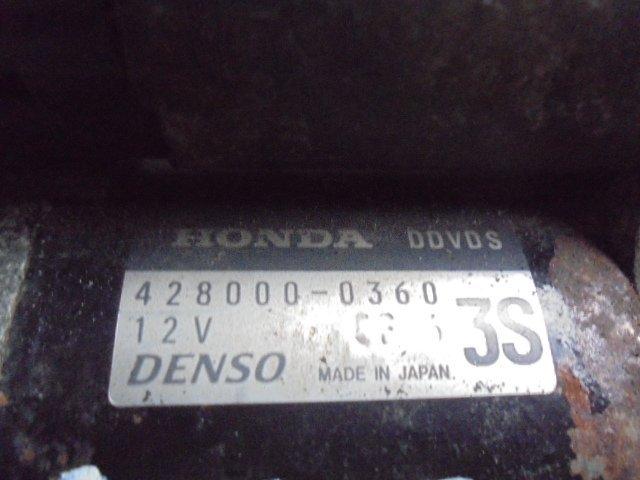 HONDA DDVDS
428000-0360
12V
3S
DENSO MADE IN JAPAN.